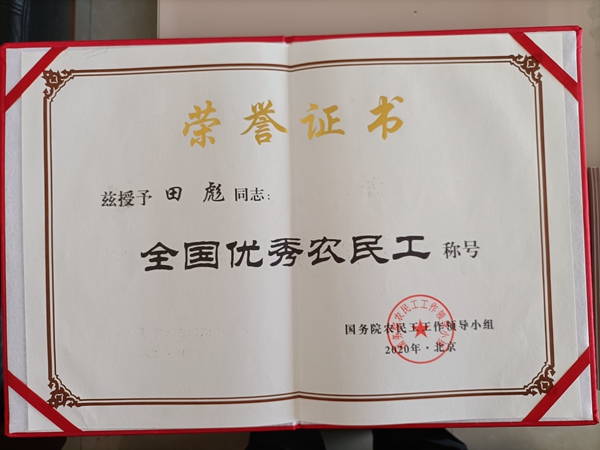 荣誉证书
兹授予 田 彪 同志：
全国优秀农民工 称号
国务院农民工工作领导小组
2020年·北京